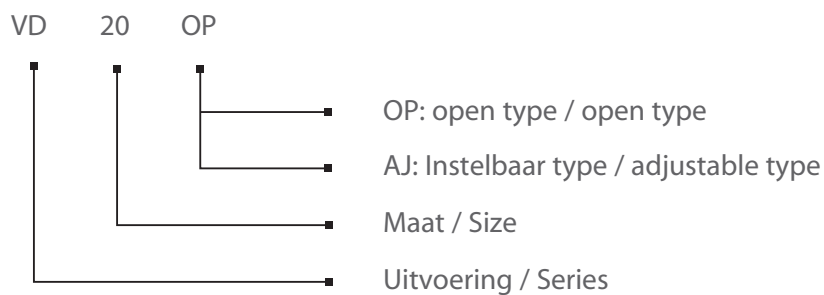 VD 20 OP
OP: open type / open type
AJ: Instelbaar type / adjustable type
Maat / Size
Uitvoering / Series